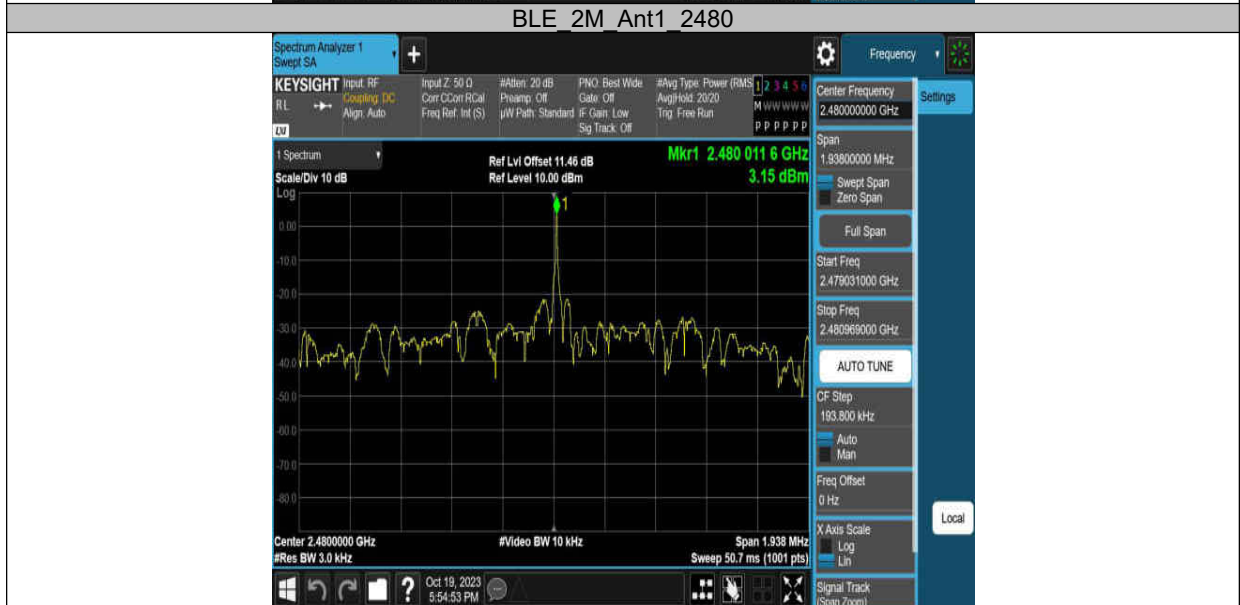 BLE_2M_Ant1_2480
Spectrum Analyzer 1
Swept SA
+
Frequency
KEYSIGHT
RL
LXI
Input: RF
Coupling: DC
Align: Auto
Input Z: 50 Ω
Corr CCorr RCal
Freq Ref: Int (S)
#Atten: 20 dB
Preamp: Off
µW Path: Standard
PNO: Best Wide
Gate: Off
IF Gain: Low
Sig Track: Off
#Avg Type: Power (RMS
Avg|Hold: 20/20
Trig: Free Run
1 2 3 4 5 6
M W W W W W
P P P P P P
1 Spectrum
Scale/Div 10 dB
Log
Ref Lvl Offset 11.46 dB
Ref Level 10.00 dBm
Mkr1 2.480 011 6 GHz
3.15 dBm
1
0.00
-10.0
-20.0
-30.0
-40.0
-50.0
-60.0
-70.0
-80.0
Center 2.4800000 GHz
#Res BW 3.0 kHz
#Video BW 10 kHz
Span 1.938 MHz
Sweep 50.7 ms (1001 pts)
Oct 19, 2023
5:54:53 PM
?
Center Frequency
2.480000000 GHz
Span
1.93800000 MHz
Swept Span
Zero Span
Full Span
Start Freq
2.479031000 GHz
Stop Freq
2.480969000 GHz
AUTO TUNE
CF Step
193.800 kHz
Auto
Man
Freq Offset
0 Hz
X Axis Scale
Log
Lin
Signal Track
(Span Zoom)
Settings
Local